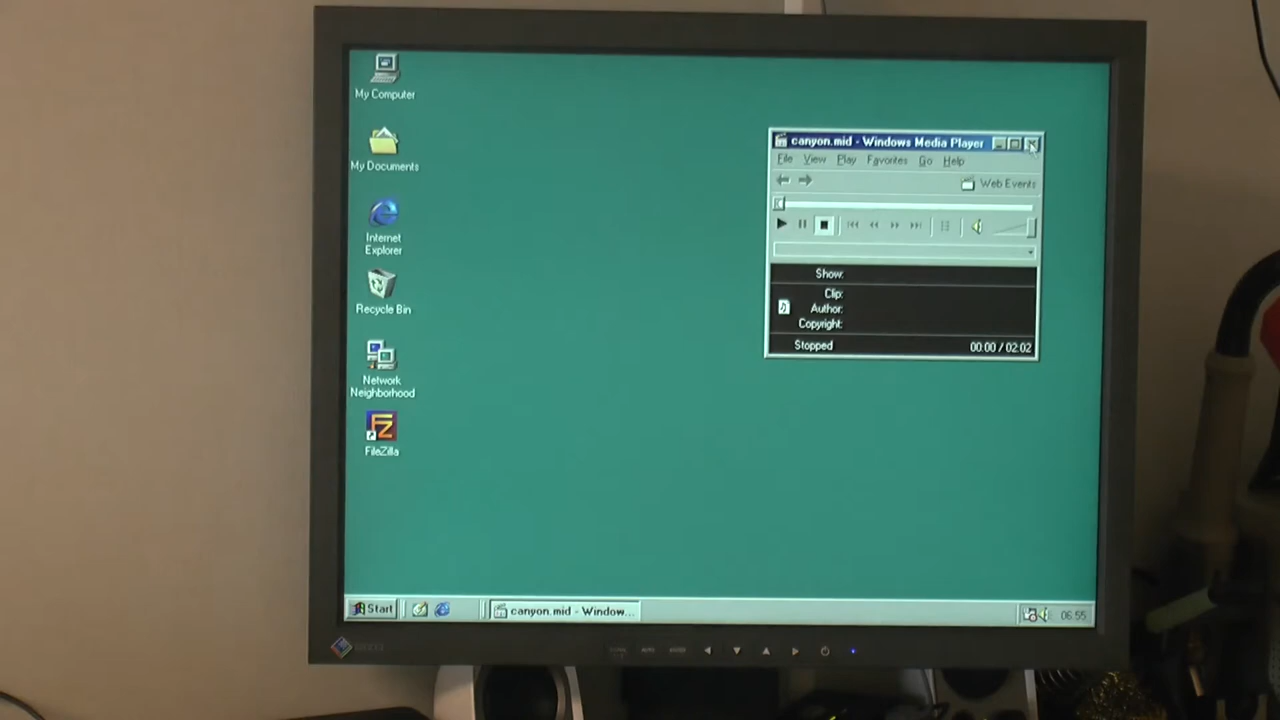 My Computer
My Documents
Internet
Explorer
Recycle Bin
Network
Neighborhood
FileZilla
canyon.mid - Windows Media Player
File View Play Favorites Go Help
Web Events
Show:
Clip:
Author:
Copyright:
Stopped 00:00 / 02:02
Start canyon.mid - Window... 06:55
AUTO